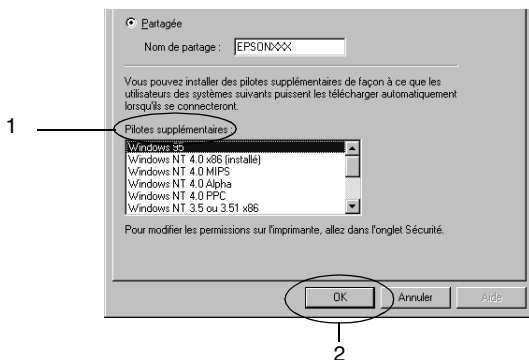 Partagée
Nom de partage : EPSONXXX
Vous pouvez installer des pilotes supplémentaires de façon à ce que les
utilisateurs des systèmes suivants puissent les télécharger automatiquement
lorsqu'ils se connecteront.
1
Pilotes supplémentaires :
Windows 95
Windows NT 4.0 x86 (installé)
Windows NT 4.0 MIPS
Windows NT 4.0 Alpha
Windows NT 4.0 PPC
Windows NT 3.5 ou 3.51 x86
Pour modifier les permissions sur l'imprimante, allez dans l'onglet Sécurité.
OK Annuler Aide
2